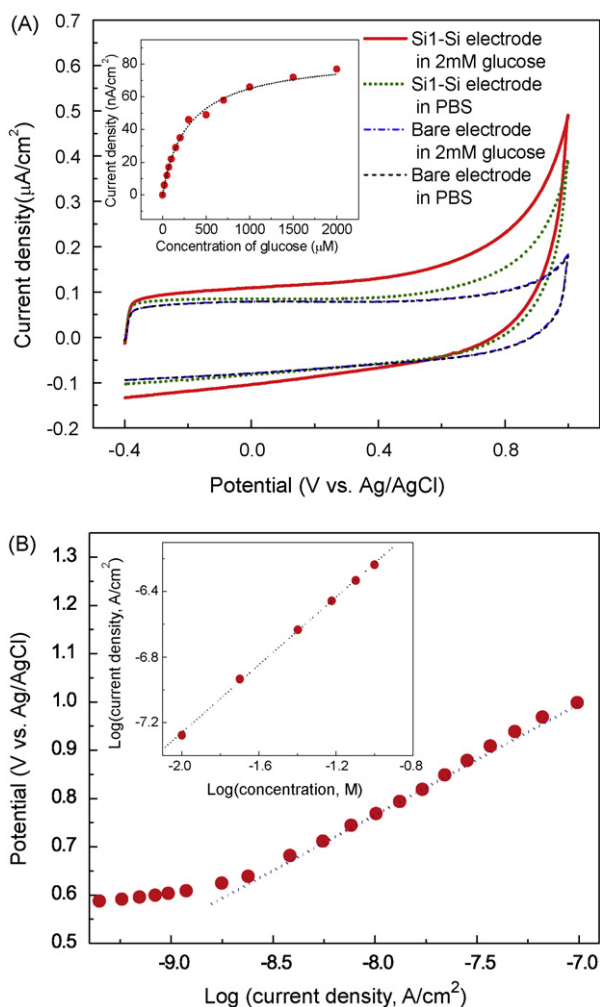 (A)
Current density(μA/cm²)
0.7
0.6
0.5
0.4
0.3
0.2
0.1
0.0
-0.1
-0.2
-0.4
0.0
0.4
0.8
Potential (V vs. Ag/AgCl)
Current density (nA/cm²)
80
60
40
20
0
0
500
1000
1500
2000
Concentration of glucose (μM)
Si1-Si electrode
in 2mM glucose
Si1-Si electrode
in PBS
Bare electrode
in 2mM glucose
Bare electrode
in PBS
(B)
Potential (V vs. Ag/AgCl)
1.3
1.2
1.1
1.0
0.9
0.8
0.7
0.6
0.5
-9.0
-8.5
-8.0
-7.5
-7.0
Log (current density, A/cm²)
Log(current density, A/cm²)
-6.4
-6.8
-7.2
-2.0
-1.6
-1.2
-0.8
Log(concentration, M)